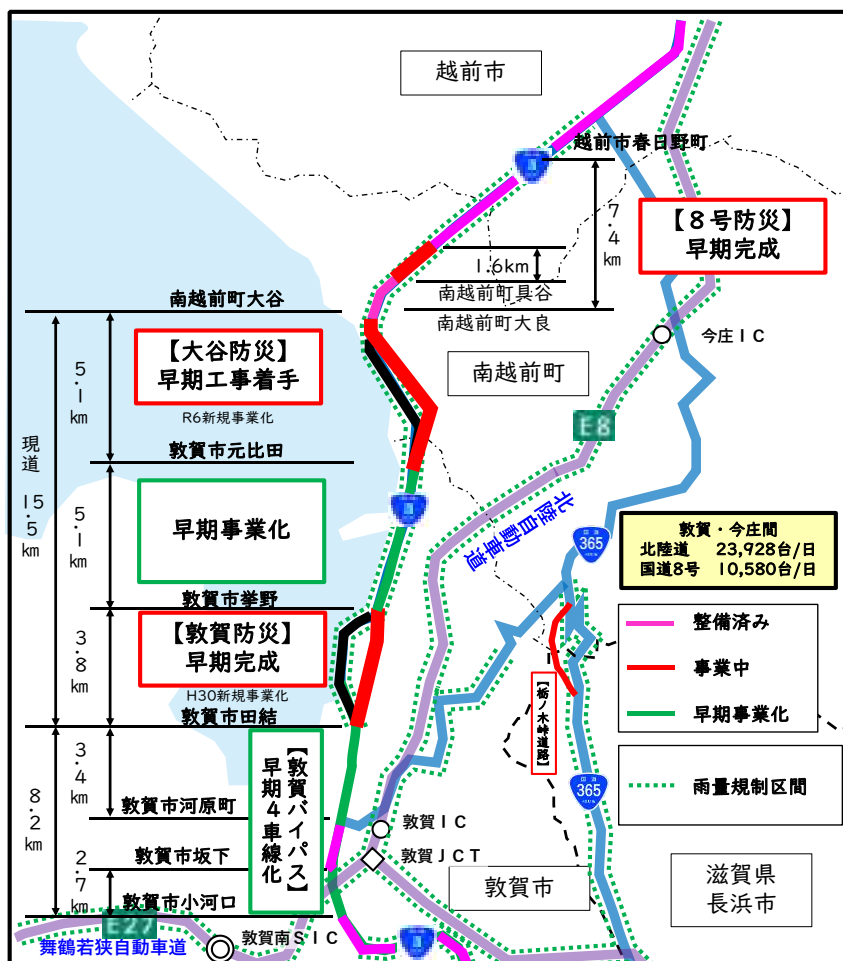 越前市
越前市春日野町
8
7.4km
【８号防災】
早期完成
1.6km
南越前町具谷
南越前町大良
南越前町大谷
今庄ＩＣ
【大谷防災】
早期工事着手
R6新規事業化
5.1km
南越前町
現道 15.5km
敦賀市元比田
E8
早期事業化
5.1km
8
北陸自動車道
国道
365
敦賀・今庄間
北陸道 23,928台/日
国道8号 10,580台/日
敦賀市挙野
【敦賀防災】
早期完成
H30新規事業化
3.8km
整備済み
事業中
早期事業化
雨量規制区間
敦賀市田結
【栃ノ木峠道路】
【敦賀バイパス】
早期４車線化
3.4km
8.2km
国道
365
敦賀市河原町
敦賀ＩＣ
敦賀市坂下
敦賀ＪＣＴ
2.7km
敦賀市
滋賀県
長浜市
敦賀市小河口
E27
舞鶴若狭自動車道
敦賀南ＳＩＣ
8